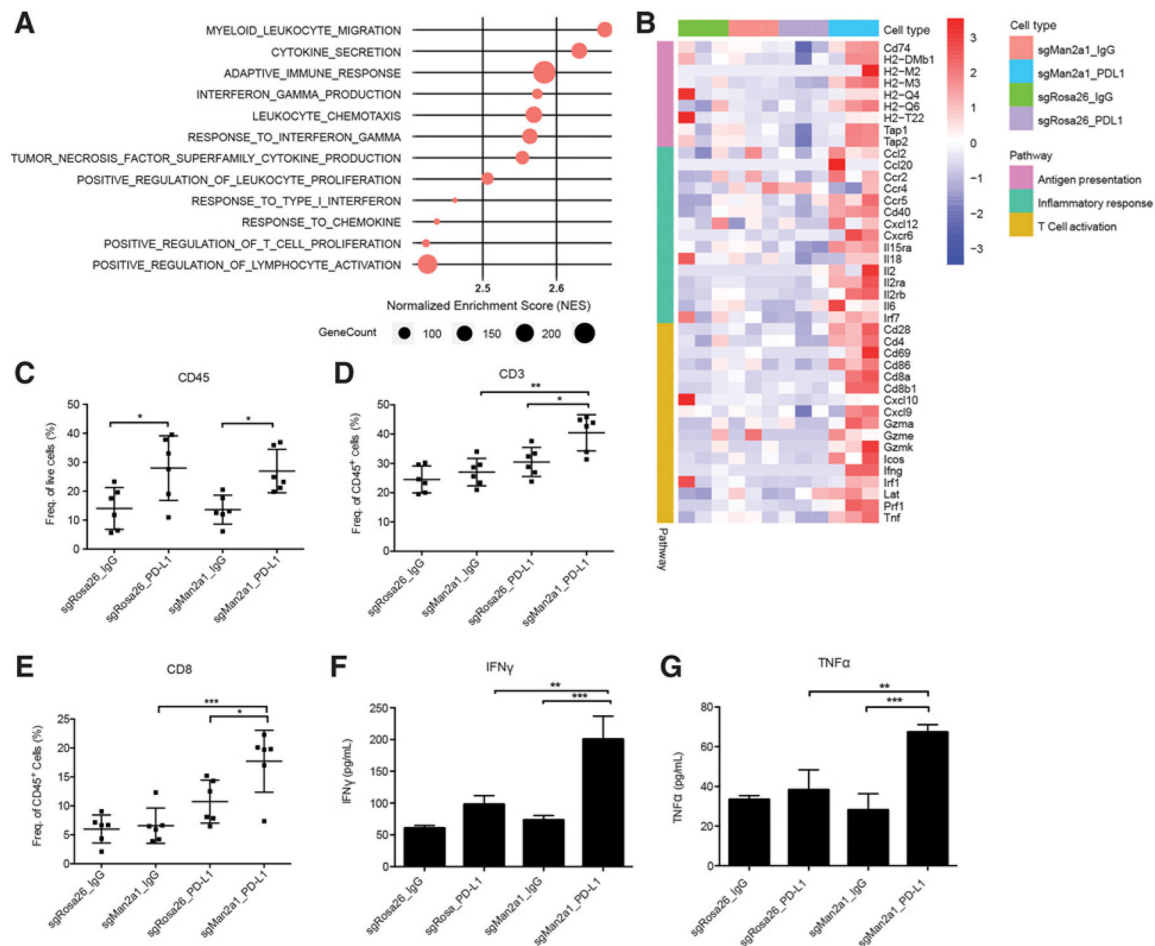 A
MYELOID_LEUKOCYTE_MIGRATION
CYTOKINE_SECRETION
ADAPTIVE_IMMUNE_RESPONSE
INTERFERON_GAMMA_PRODUCTION
LEUKOCYTE_CHEMOTAXIS
RESPONSE_TO_INTERFERON_GAMMA
TUMOR_NECROSIS_FACTOR_SUPERFAMILY_CYTOKINE_PRODUCTION
POSITIVE_REGULATION_OF_LEUKOCYTE_PROLIFERATION
RESPONSE_TO_TYPE_I_INTERFERON
RESPONSE_TO_CHEMOKINE
POSITIVE_REGULATION_OF_T_CELL_PROLIFERATION
POSITIVE_REGULATION_OF_LYMPHOCYTE_ACTIVATION
2.5 2.6
Normalized Enrichment Score (NES)
GeneCount 100 150 200
B
Cell type
Cd74
H2-DMb1
H2-M2
H2-M3
H2-Q4
H2-Q6
H2-T22
Tap1
Tap2
Ccl2
Ccl20
Ccr2
Ccr4
Ccr5
Cd40
Cxcl12
Cxcr6
Il15ra
Il18
Il2
Il2ra
Il2rb
Il6
Irf7
Cd28
Cd4
Cd69
Cd86
Cd8a
Cd8b1
Cxcl10
Cxcl9
Gzma
Gzme
Gzmk
Icos
Ifng
Irf1
Lat
Prf1
Tnf
Pathway
3
2
1
0
-1
-2
-3
Cell type
sgMan2a1_IgG
sgMan2a1_PDL1
sgRosa26_IgG
sgRosa26_PDL1
Pathway
Antigen presentation
Inflammatory response
T Cell activation
C
CD45
* *
50
40
30
20
10
0
Freq. of live cells (%)
sgRosa26_IgG
sgRosa26_PD-L1
sgMan2a1_IgG
sgMan2a1_PD-L1
D
CD3
**
*
50
40
30
20
10
0
Freq. of CD45+ cells (%)
sgRosa26_IgG
sgMan2a1_IgG
sgRosa26_PD-L1
sgMan2a1_PD-L1
E
CD8
***
*
25
20
15
10
5
0
Freq. of CD45+ Cells (%)
sgRosa26_IgG
sgMan2a1_IgG
sgRosa26_PD-L1
sgMan2a1_PD-L1
F
IFNγ
**
***
250
200
150
100
50
0
IFNγ (pg/mL)
sgRosa26_IgG
sgRosa_PD-L1
sgMan2a1_IgG
sgMan2a1_PD-L1
G
TNFα
**
***
80
60
40
20
0
TNFα (pg/mL)
sgRosa26_IgG
sgRosa26_PD-L1
sgMan2a1_IgG
sgMan2a1_PD-L1